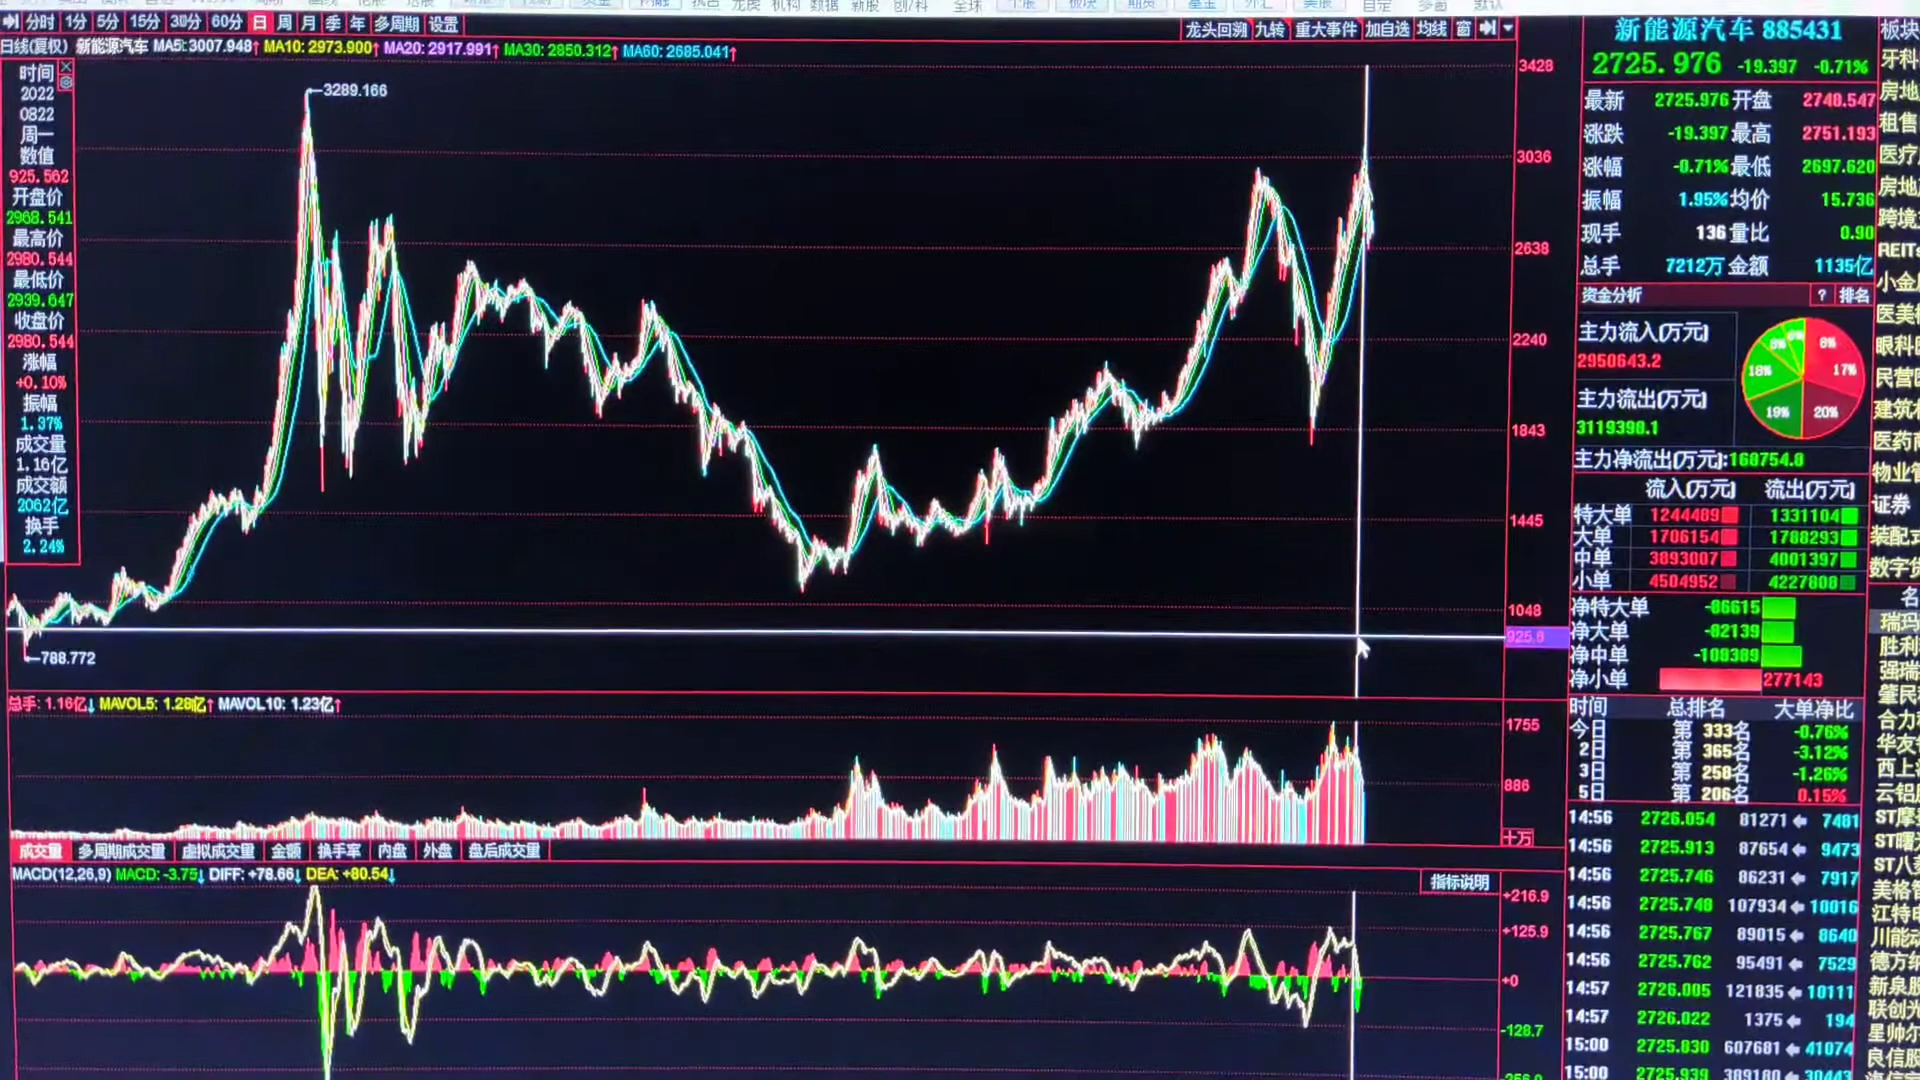 分时 1分 5分 15分 30分 60分 日 周 月 季 年 多周期 设置
龙头回溯 九转 重大事件 加自选 均线 窗
日线(复权) 新能源汽车 MA5: 3007.948↑ MA10: 2973.900↑ MA20: 2917.991↑ MA30: 2850.312↑ MA60: 2685.041↑
时间
2022
0822
周一
数值
925.562
开盘价
2968.541
最高价
2980.544
最低价
2939.647
收盘价
2980.544
涨幅
+0.10%
振幅
1.37%
成交量
1.16亿
成交额
2062亿
换手
2.24%
3289.166
788.772
3428
3036
2638
2240
1843
1445
1048
925.6
总手: 1.16亿↓ MAVOL5: 1.28亿↑ MAVOL10: 1.23亿↑
1755
886
十万
成交量 多周期成交量 虚拟成交量 金额 换手率 内盘 外盘 盘后成交量
MACD(12,26,9) MACD: -3.75↓ DIFF: +78.66↓ DEA: +80.54↓
指标说明
+216.9
+125.9
+0
-128.7
新能源汽车 885431
2725.976 -19.397 -0.71%
最新 2725.976 开盘 2740.547
涨跌 -19.397 最高 2751.193
涨幅 -0.71% 最低 2697.620
振幅 1.95% 均价 15.736
现手 136 量比 0.90
总手 7212万 金额 1135亿
资金分析 ? 排名
主力流入(万元)
2950643.2
主力流出(万元)
3119398.1
8%
17%
20%
19%
18%
主力净流出(万元):168754.8
流入(万元) 流出(万元)
特大单 1244489 1331104
大单 1706154 1788293
中单 3893007 4001397
小单 4504952 4227808
净特大单 -86615
净大单 -82139
净中单 -108389
净小单 277143
时间 总排名 大单净比
今日 第 333名 -0.76%
2日 第 365名 -3.12%
3日 第 258名 -1.26%
5日 第 206名 0.15%
14:56 2726.054 81271 7481
14:56 2725.913 87654 9473
14:56 2725.746 86231 7917
14:56 2725.748 107934 10016
14:56 2725.767 89015 8640
14:56 2725.762 95491 7529
14:57 2726.005 121835 10111
14:57 2726.022 1375 194
15:00 2725.830 607681 41074
15:00 2725.939 389180 30443
板块
牙科
房地
租售
医疗
房地
跨境
REITs
小金
医美
眼科
民营
建筑
医药
物业
证券
装配式
数字货
名
瑞玛
胜利
强瑞
肇民
合力
华友
西上
云铝
ST摩
ST曙
ST八
美格
江特
川能
德方
新泉
联创
星帅
良信